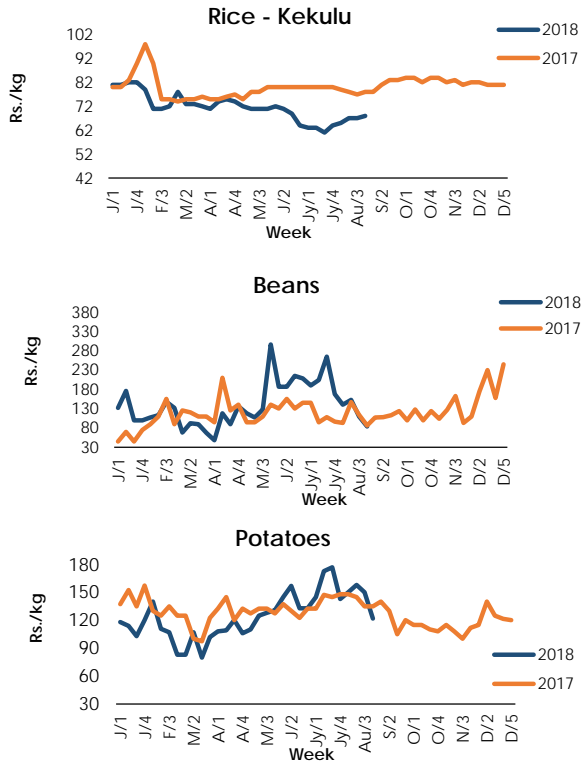 Rice - Kekulu
2018
2017
Rs./kg
102
92
82
72
62
52
42
J/1 J/4 F/3 M/2 A/1 A/4 M/3 J/2 Jy/1 Jy/4 Au/3 S/2 O/1 O/4 N/3 D/2 D/5
Week
Beans
2018
2017
Rs./kg
380
330
280
230
180
130
80
30
J/1 J/4 F/3 M/2 A/1 A/4 M/3 J/2 Jy/1 Jy/4 Au/3 S/2 O/1 O/4 N/3 D/2 D/5
Week
Potatoes
Rs./kg
180
150
120
90
60
30
2018
2017
J/1 J/4 F/3 M/2 A/1 A/4 M/3 J/2 Jy/1 Jy/4 Au/3 S/2 O/1 O/4 N/3 D/2 D/5
Week